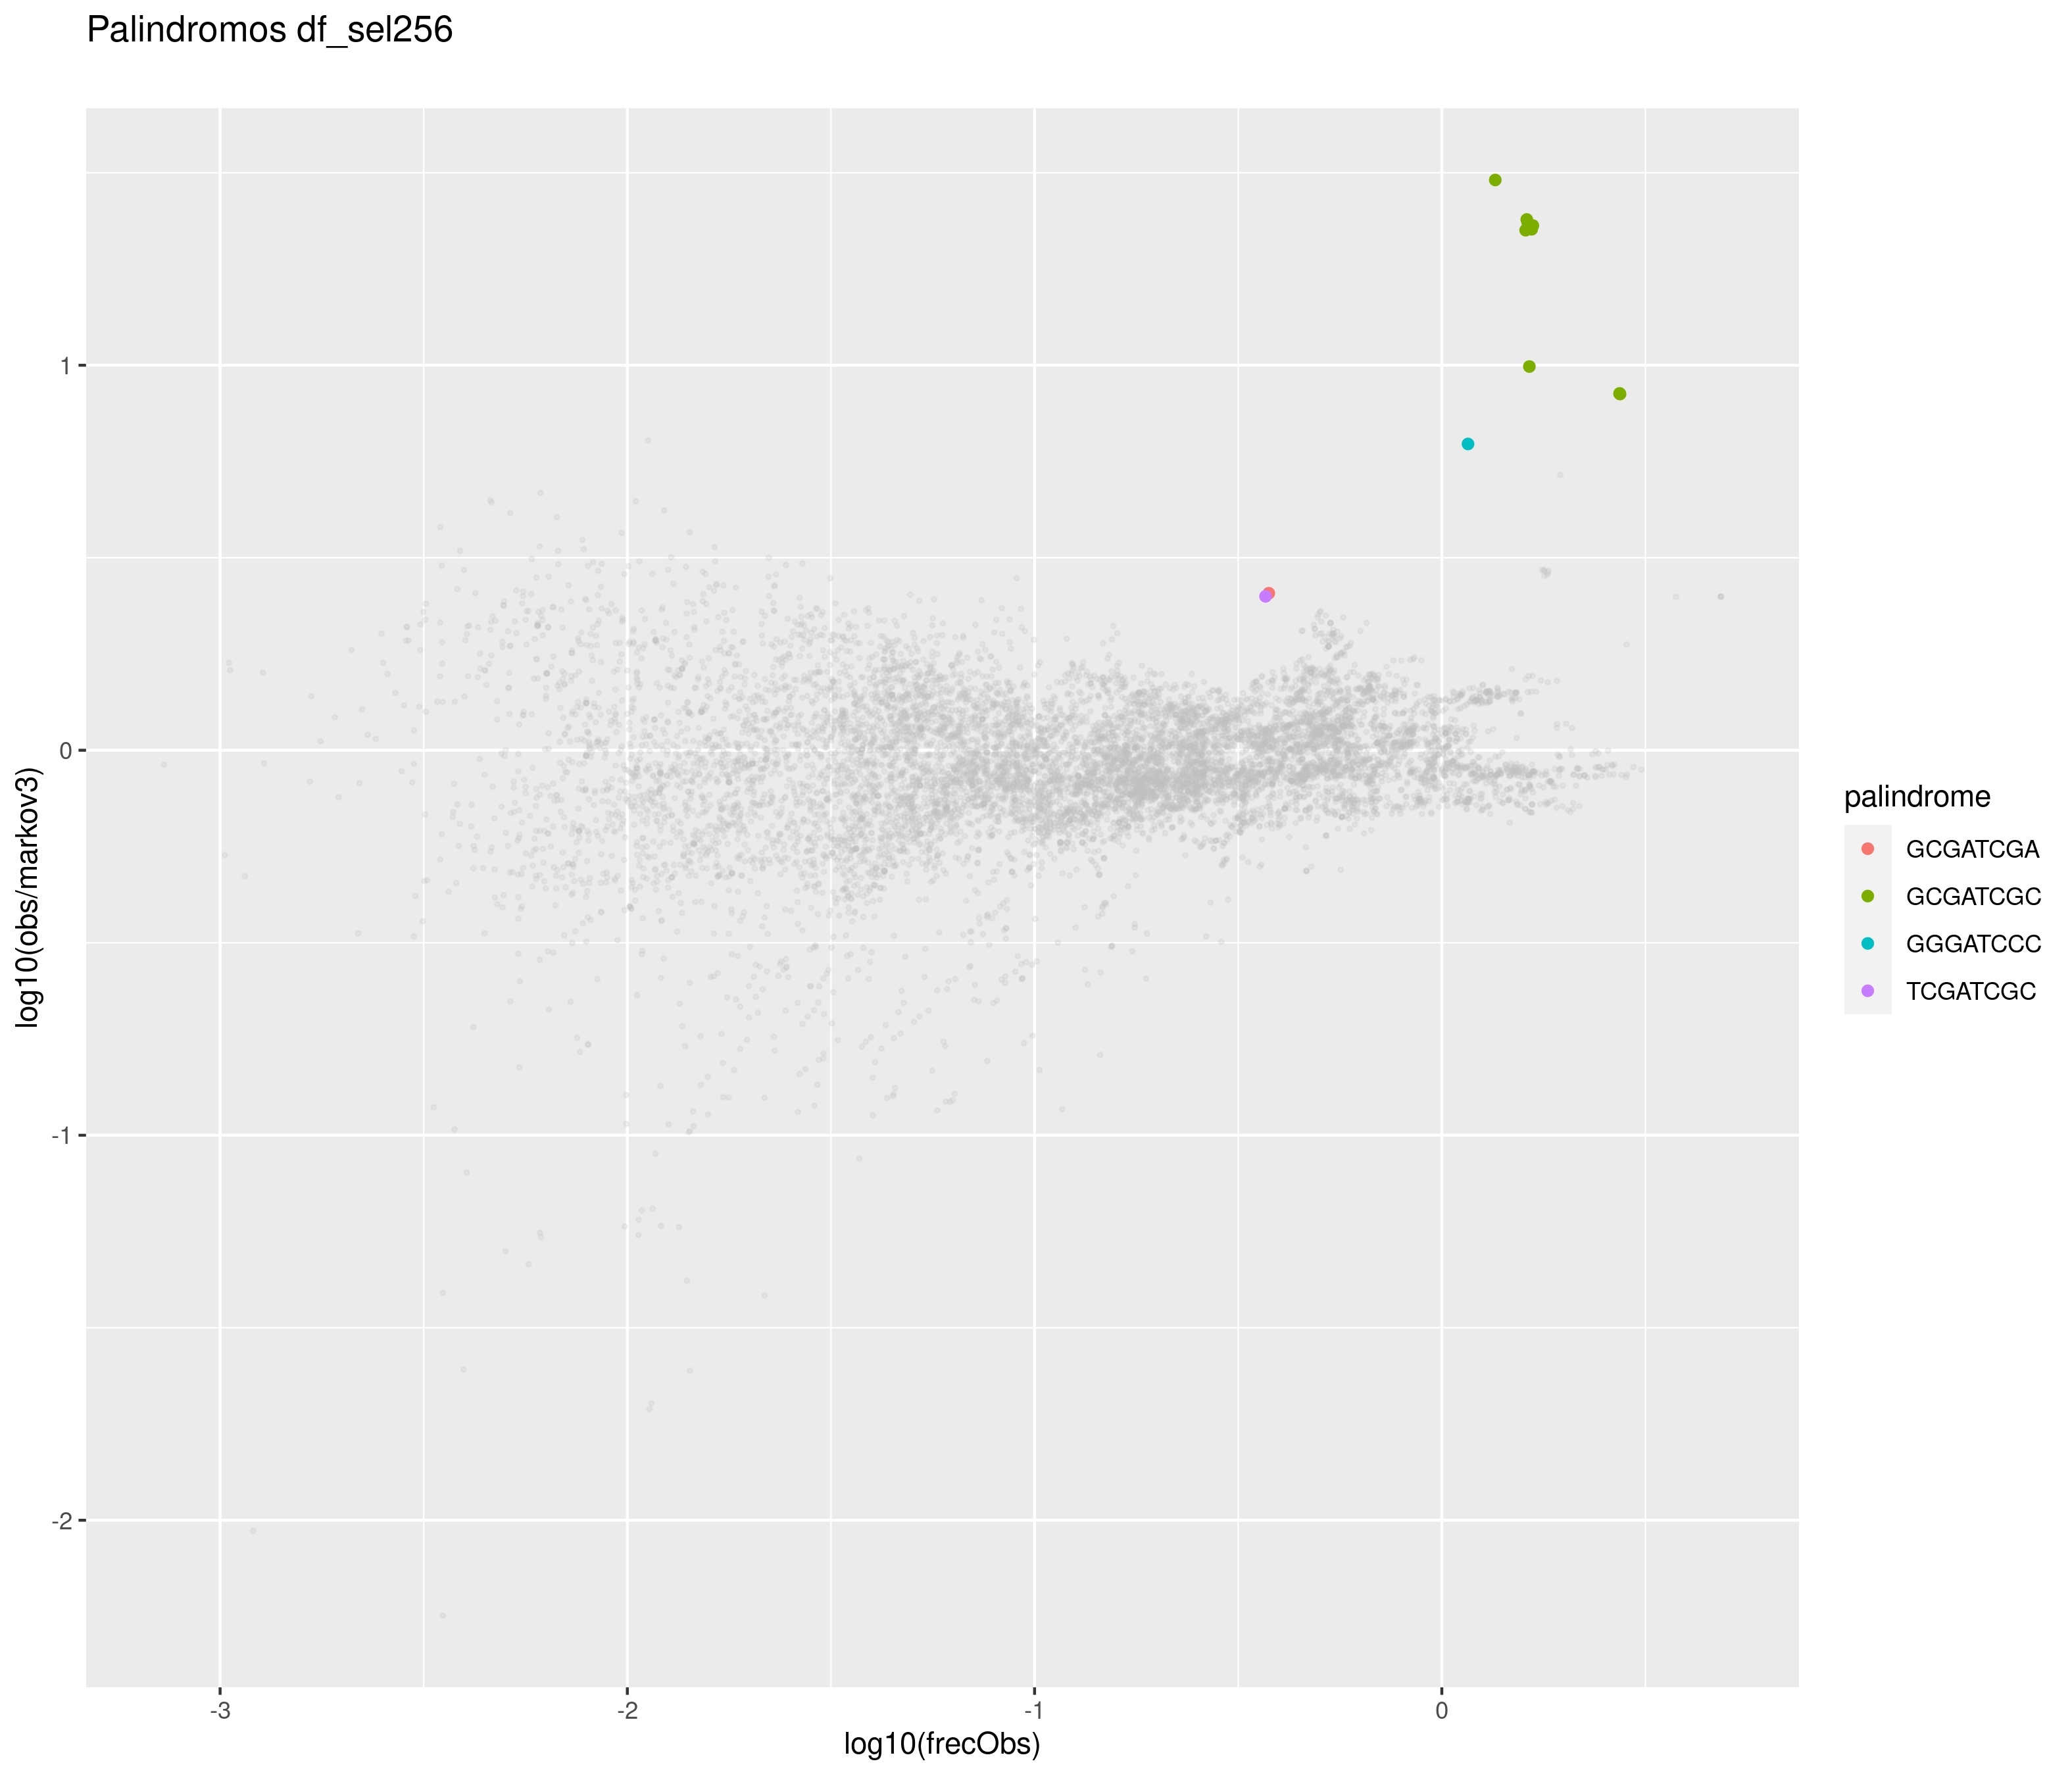 Palindromos df_sel256
1
0
-1
-2
-3
-2
-1
0
log10(frecObs)
log10(obs/markov3)
palindrome
GCGATCGA
GCGATCGC
GGGATCCC
TCGATCGC